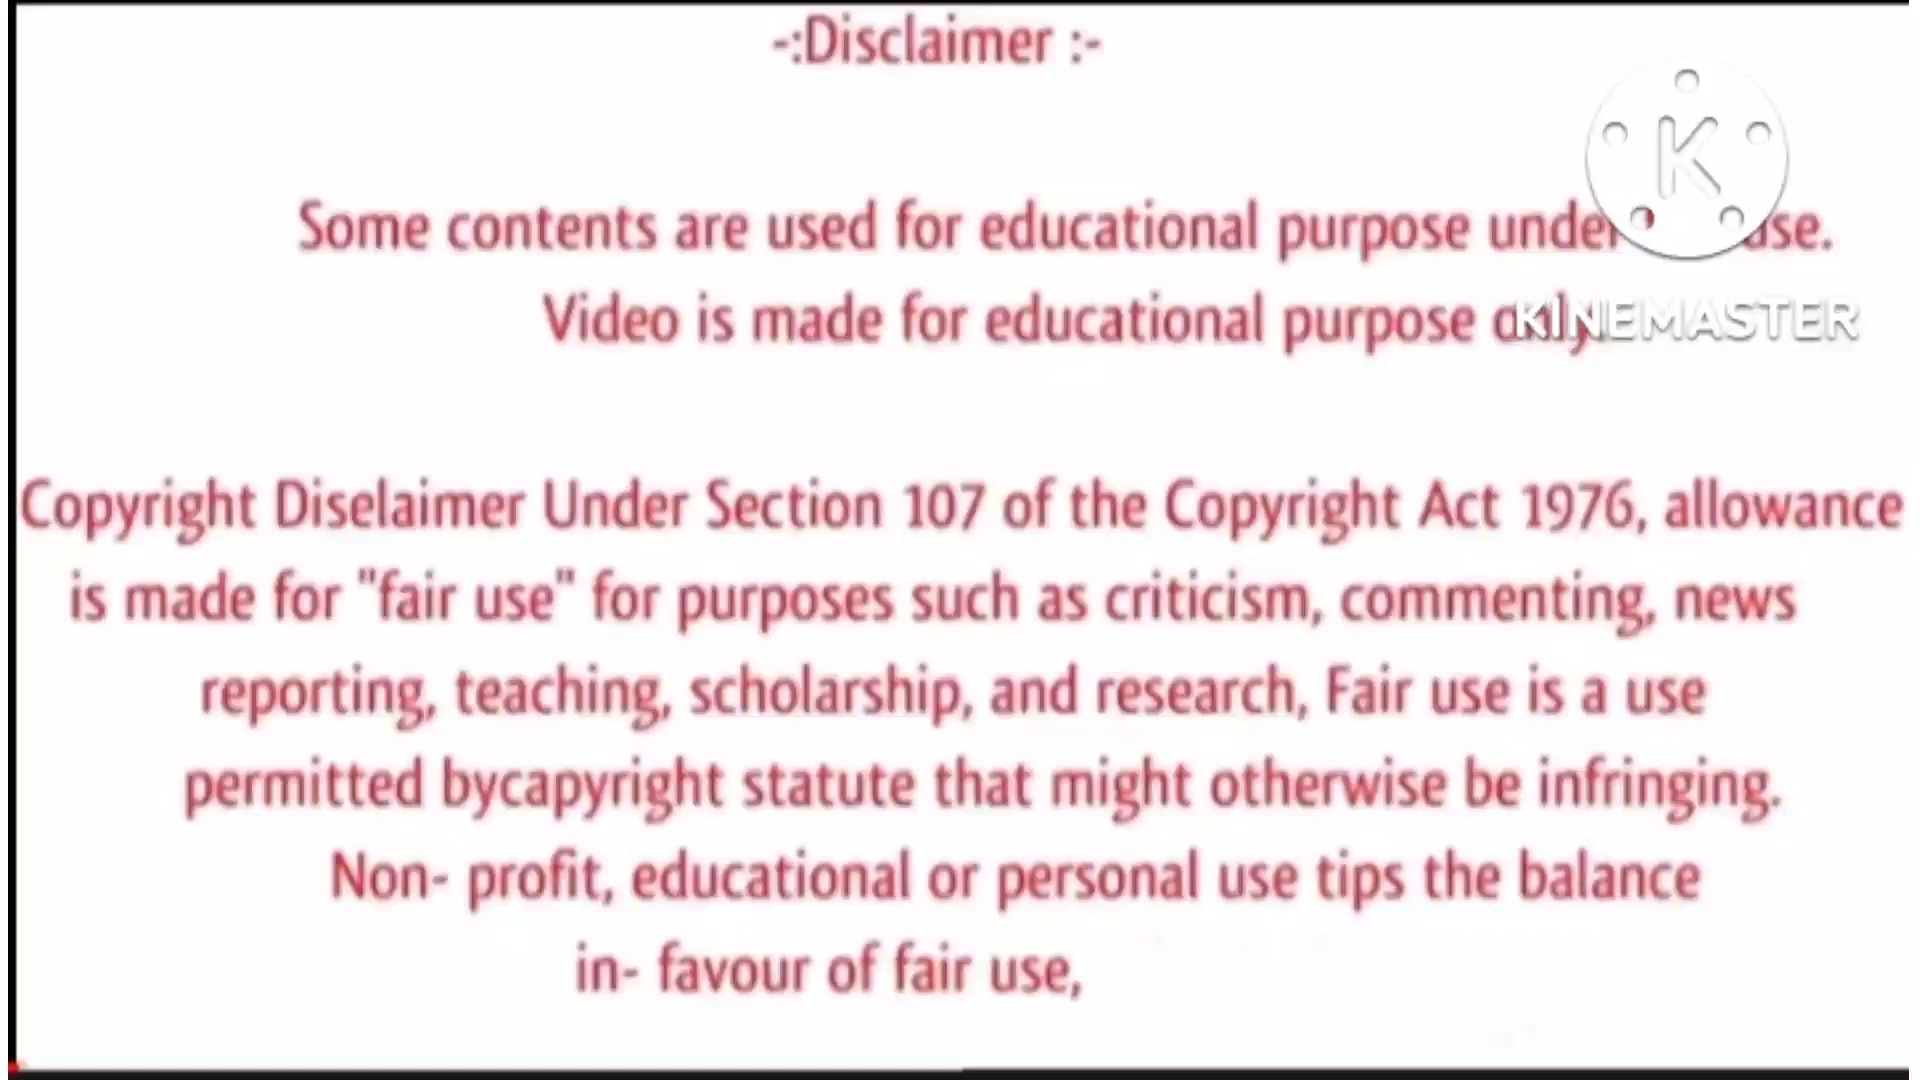 -:Disclaimer :-
Some contents are used for educational purpose under use.
Video is made for educational purpose only.
KINEMASTER
Copyright Diselaimer Under Section 107 of the Copyright Act 1976, allowance
is made for "fair use" for purposes such as criticism, commenting, news
reporting, teaching, scholarship, and research, Fair use is a use
permitted bycapyright statute that might otherwise be infringing.
Non- profit, educational or personal use tips the balance
in- favour of fair use,